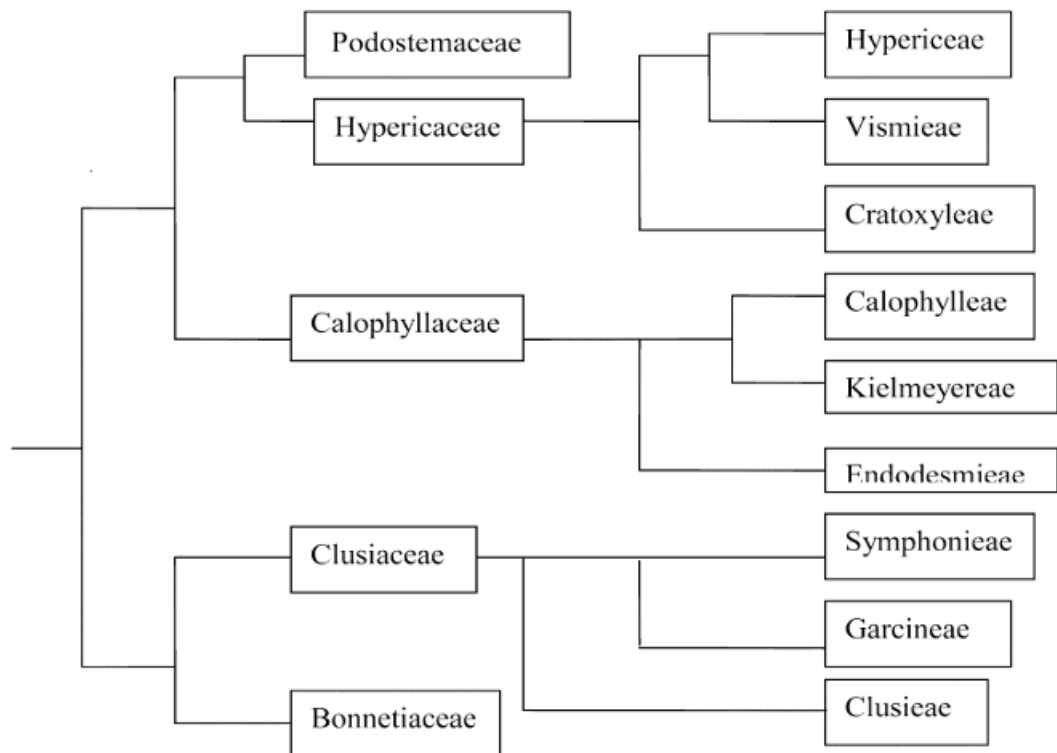 Podostemaceae
Hypericeae
Hypericaceae
Vismieae
Cratoxyleae
Calophylleae
Calophyllaceae
Kielmeyereae
Endodesmieae
Symphonieae
Clusiaceae
Garcineae
Clusieae
Bonnetiaceae